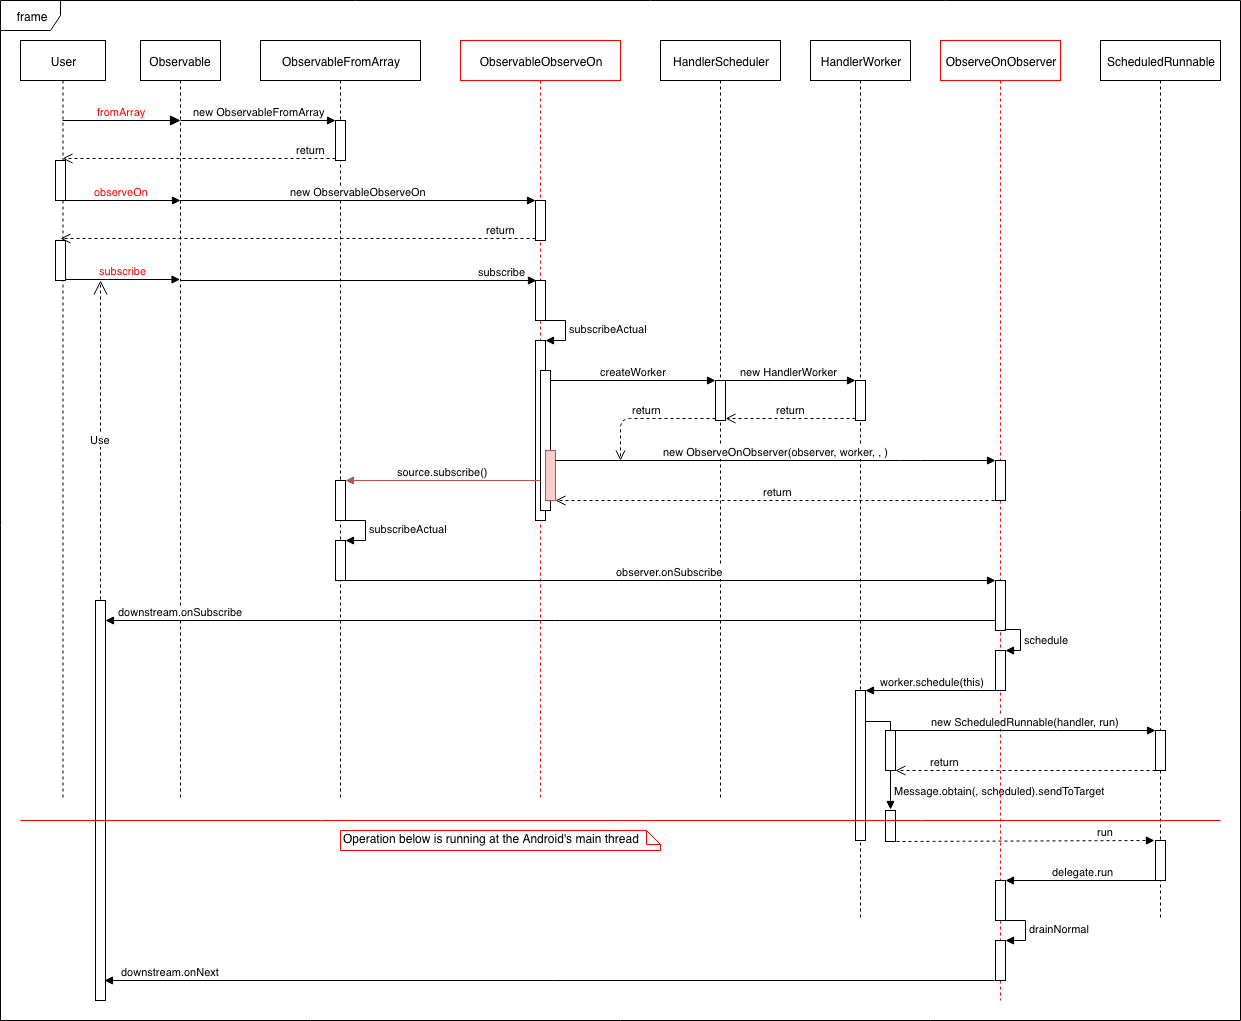 frame
User
Observable
ObservableFromArray
ObservableObserveOn
HandlerScheduler
HandlerWorker
ObserveOnObserver
ScheduledRunnable
fromArray
new ObservableFromArray
return
observeOn
new ObservableObserveOn
return
subscribe
subscribe
subscribeActual
createWorker
new HandlerWorker
return
return
Use
new ObserveOnObserver(observer, worker, , )
source.subscribe()
return
subscribeActual
observer.onSubscribe
downstream.onSubscribe
schedule
worker.schedule(this)
new ScheduledRunnable(handler, run)
return
Message.obtain(, scheduled).sendToTarget
Operation below is running at the Android's main thread
run
delegate.run
drainNormal
downstream.onNext